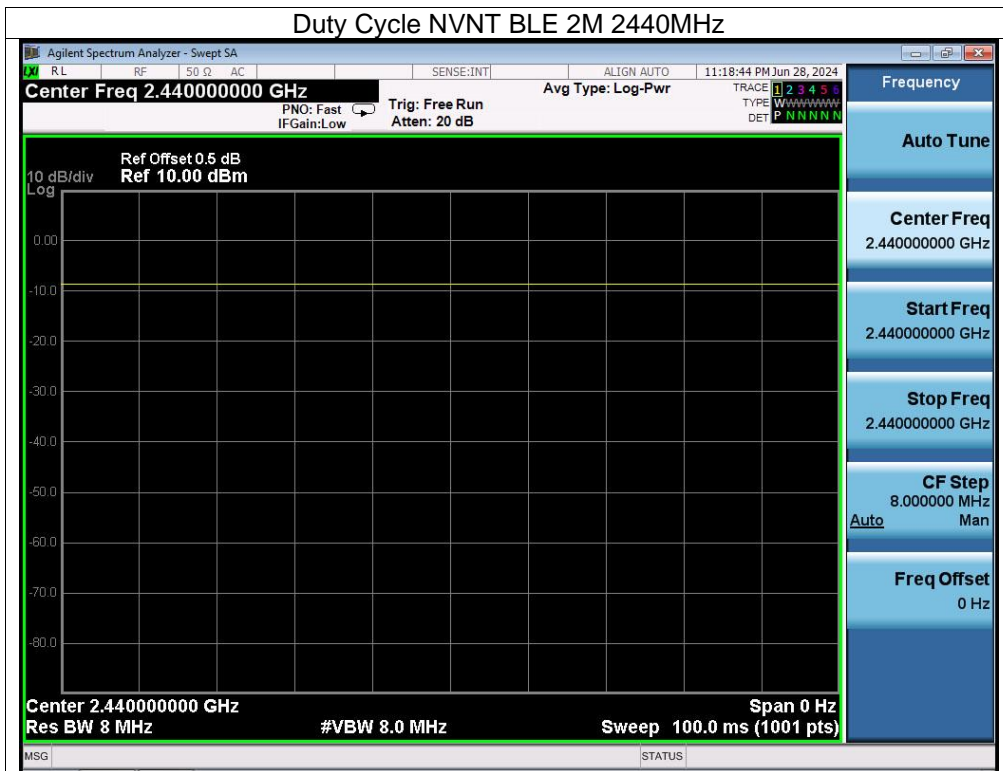 Duty Cycle NVNT BLE 2M 2440MHz
Agilent Spectrum Analyzer - Swept SA
LXI RL RF 50 Ω AC SENSE:INT ALIGN AUTO 11:18:44 PM Jun 28, 2024
Center Freq 2.440000000 GHz
PNO: Fast
IFGain:Low
Trig: Free Run
Atten: 20 dB
Avg Type: Log-Pwr
TRACE 1 2 3 4 5 6
TYPE WWWWWW
DET P N N N N N
Ref Offset 0.5 dB
10 dB/div Ref 10.00 dBm
Log
0.00
-10.0
-20.0
-30.0
-40.0
-50.0
-60.0
-70.0
-80.0
Center 2.440000000 GHz Span 0 Hz
Res BW 8 MHz #VBW 8.0 MHz Sweep 100.0 ms (1001 pts)
MSG STATUS
Frequency
Auto Tune
Center Freq
2.440000000 GHz
Start Freq
2.440000000 GHz
Stop Freq
2.440000000 GHz
CF Step
8.000000 MHz
Auto Man
Freq Offset
0 Hz